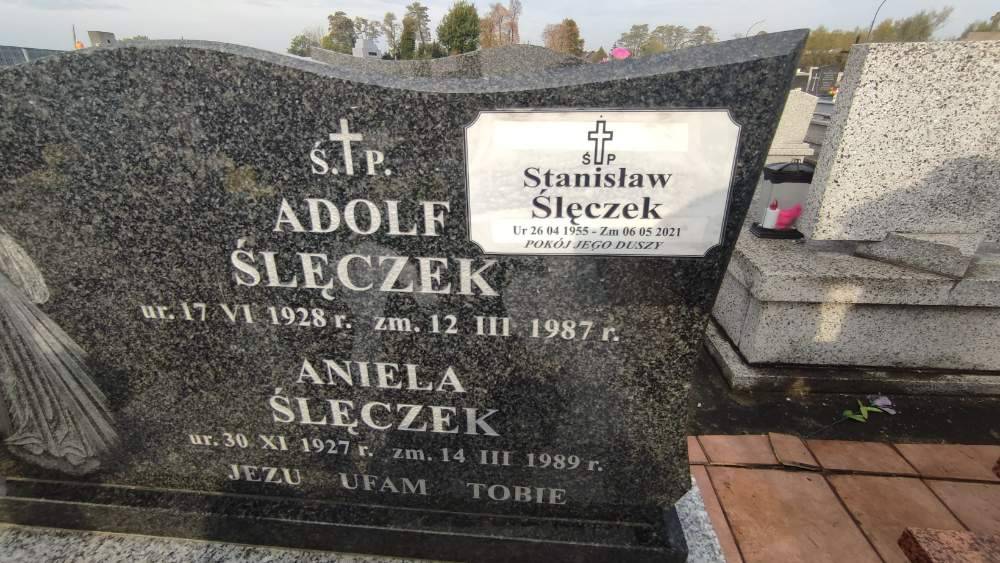 Ś.P.
ADOLF
ŚLĘCZEK
ur. 17 VI 1928 r. zm. 12 III 1987 r.
ANIELA
ŚLĘCZEK
ur. 30 XI 1927 r. zm. 14 III 1989 r.
JEZU UFAM TOBIE
ŚP
Stanisław
Ślęczek
Ur 26 04 1955 - Zm 06 05 2021
POKÓJ JEGO DUSZY